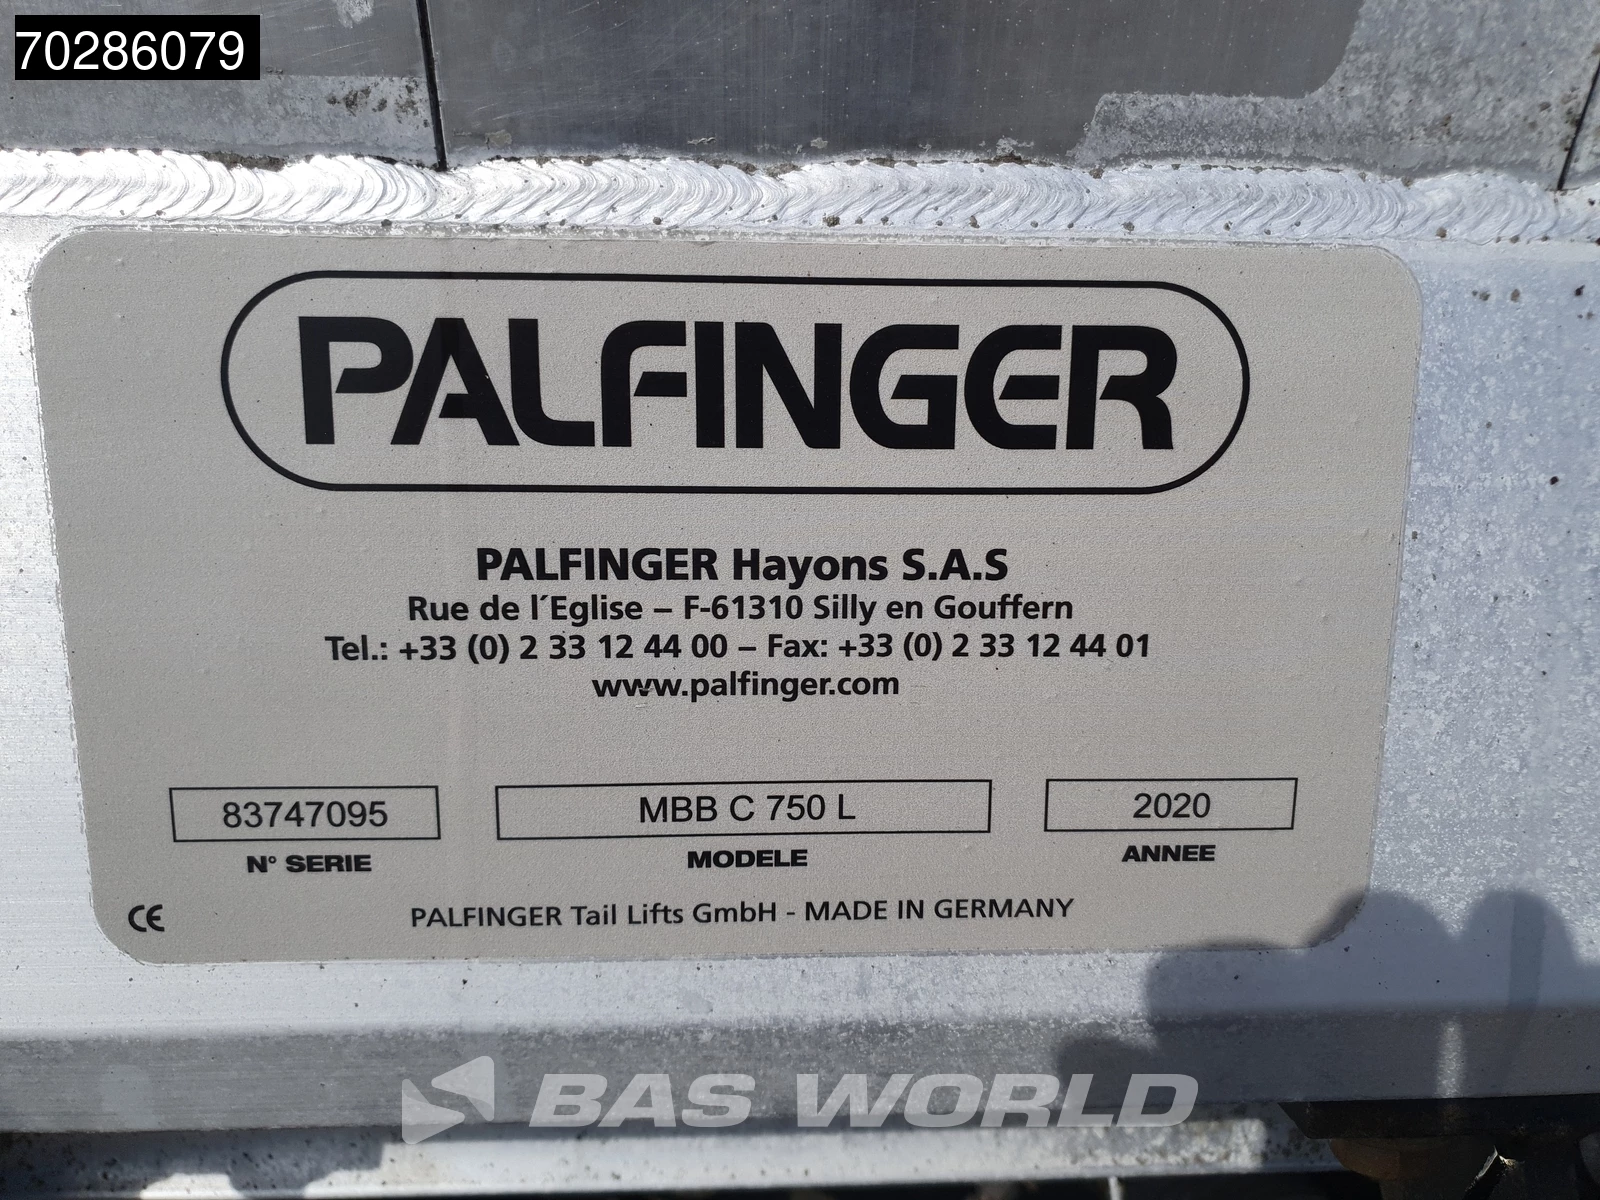 70286079
PALFINGER
PALFINGER Hayons S.A.S
Rue de l´Eglise – F-61310 Silly en Gouffern
Tel.: +33 (0) 2 33 12 44 00 – Fax: +33 (0) 2 33 12 44 01
www.palfinger.com
83747095 MBB C 750 L 2020
N° SERIE MODELE ANNEE
CE PALFINGER Tail Lifts GmbH - MADE IN GERMANY
BAS WORLD